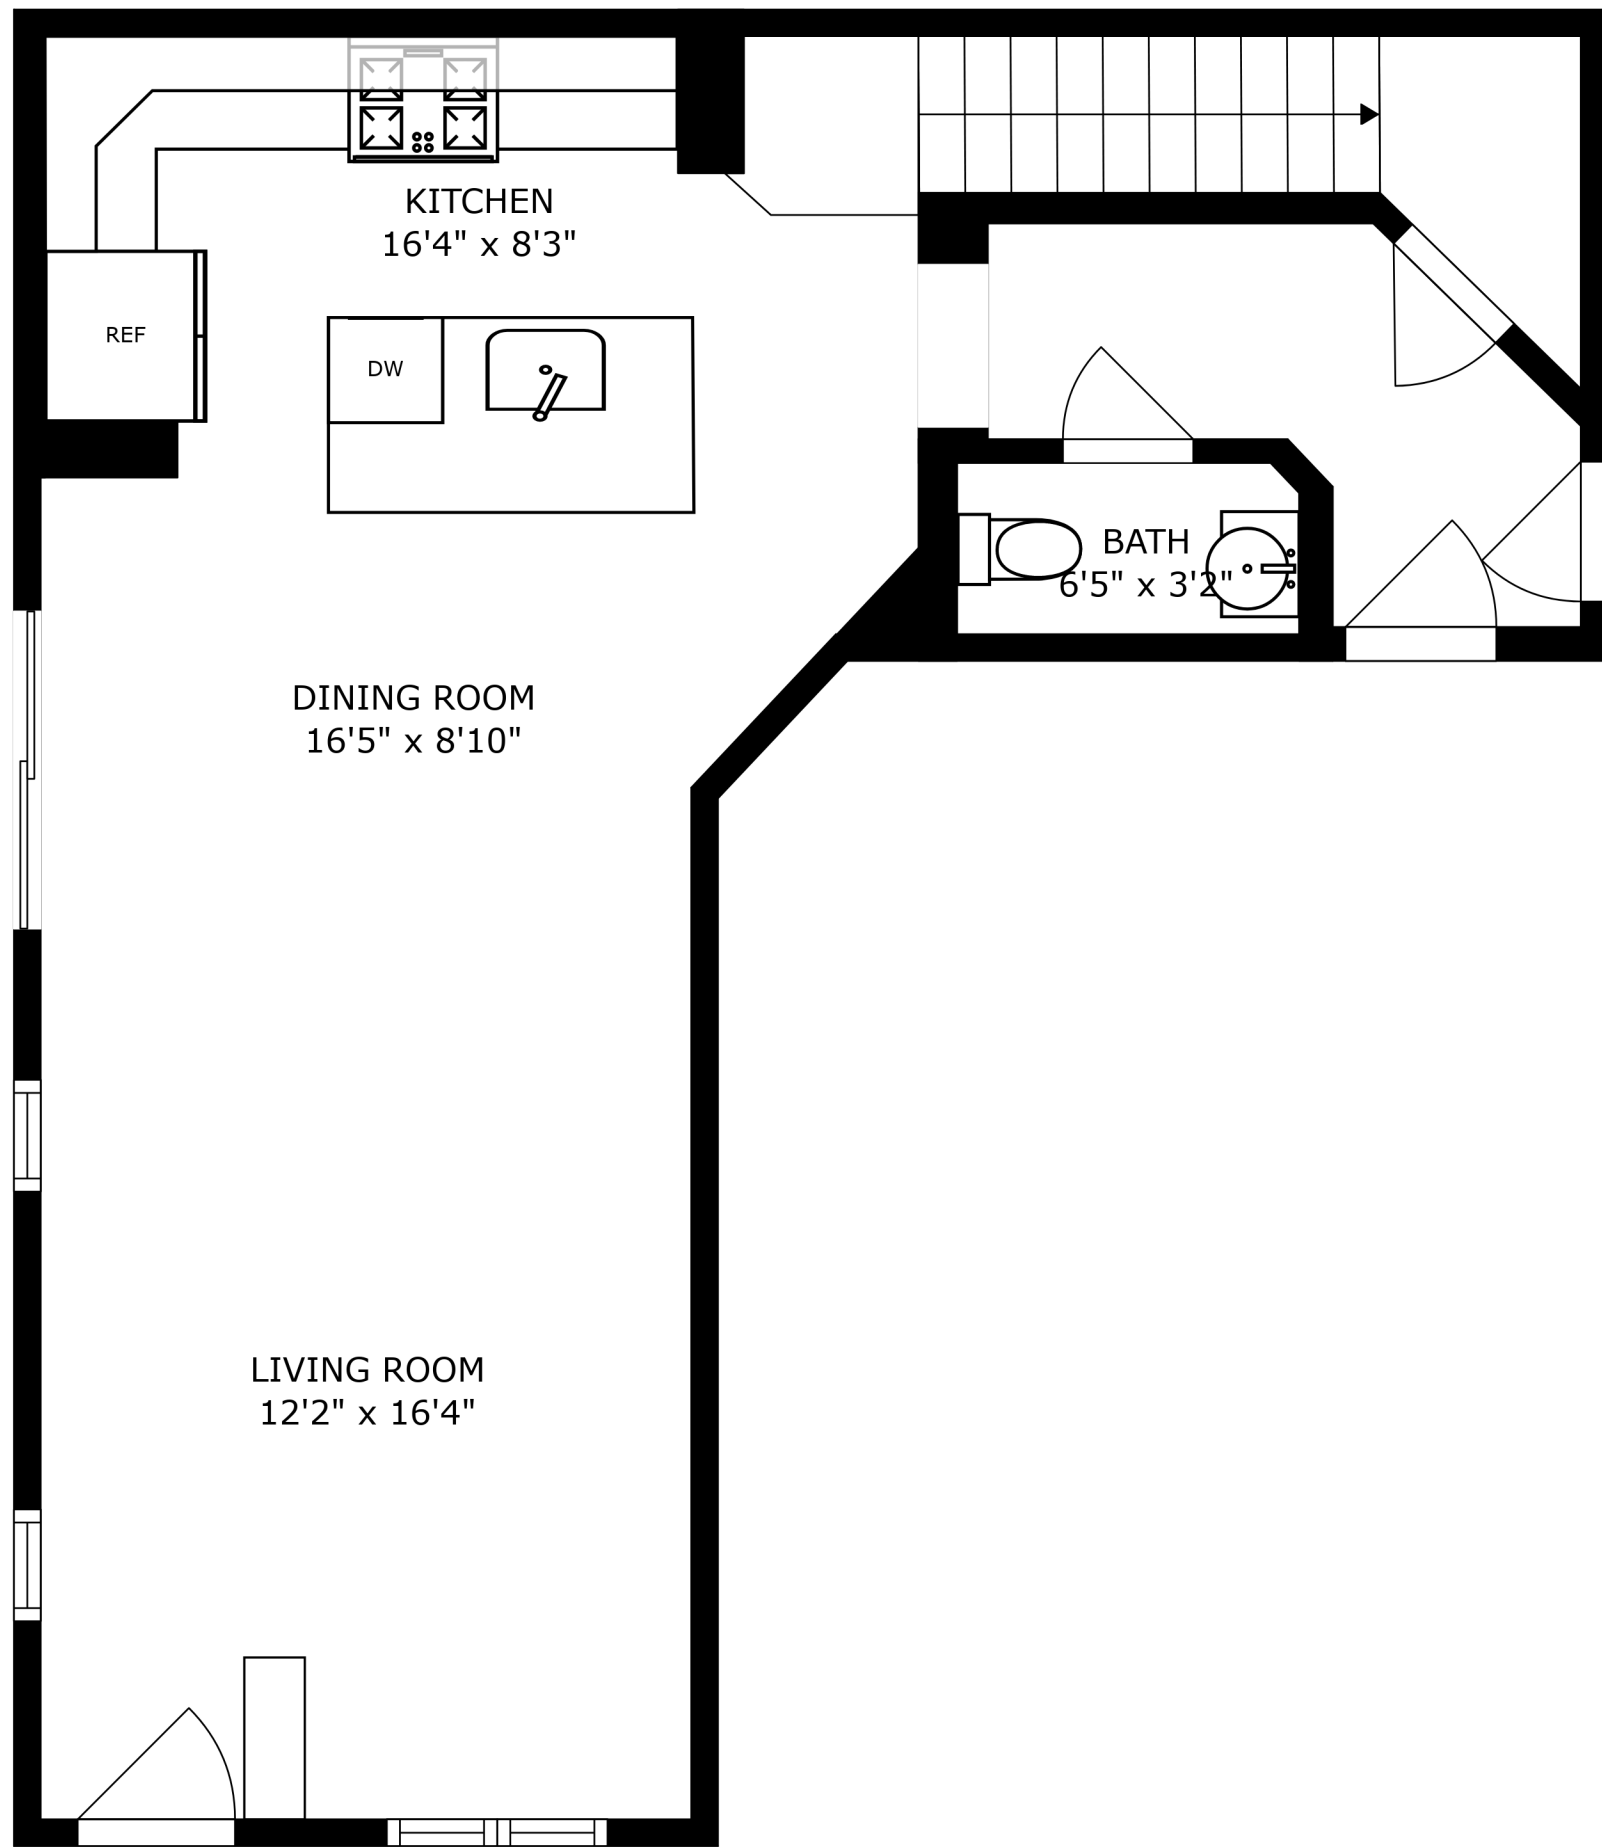 KITCHEN
16'4" x 8'3"
REF
DW
BATH
6'5" x 3'2"
DINING ROOM
16'5" x 8'10"
LIVING ROOM
12'2" x 16'4"